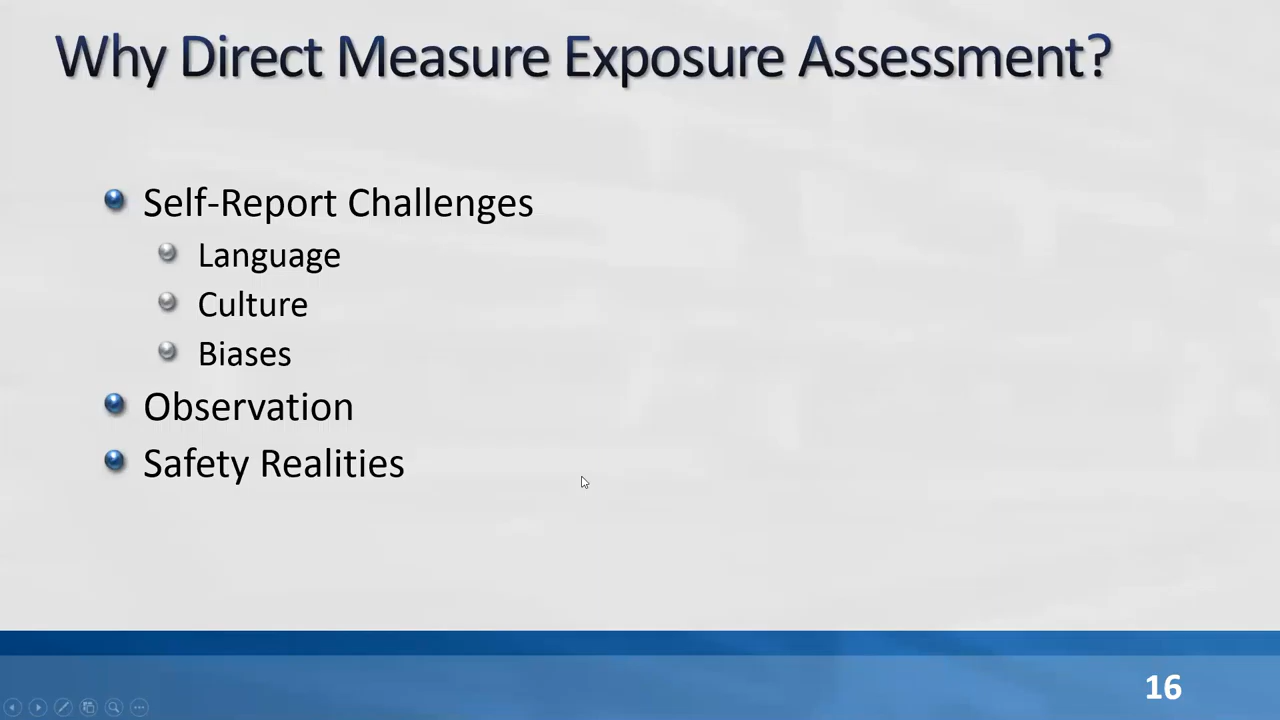 Why Direct Measure Exposure Assessment?
Self-Report Challenges
Language
Culture
Biases
Observation
Safety Realities
16